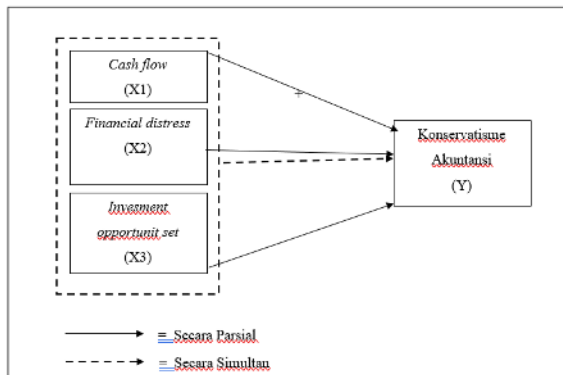 Cash flow
(X1)
Financial distress
(X2)
Invesment
opportunit set
(X3)
Konservatisme
Akuntansi
(Y)
= Secara Parsial
= Secara Simultan